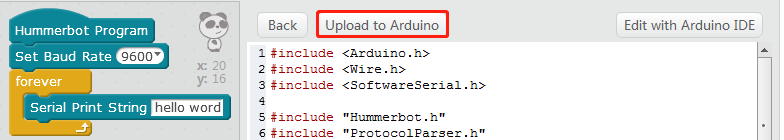 Hummerbot Program
Set Baud Rate 9600
forever
Serial Print String hello word
x: 20
y: 16
Back
Upload to Arduino
Edit with Arduino IDE
1 #include <Arduino.h>
2 #include <Wire.h>
3 #include <SoftwareSerial.h>
4
5 #include "Hummerbot.h"
6 #include "ProtocolParser.h"